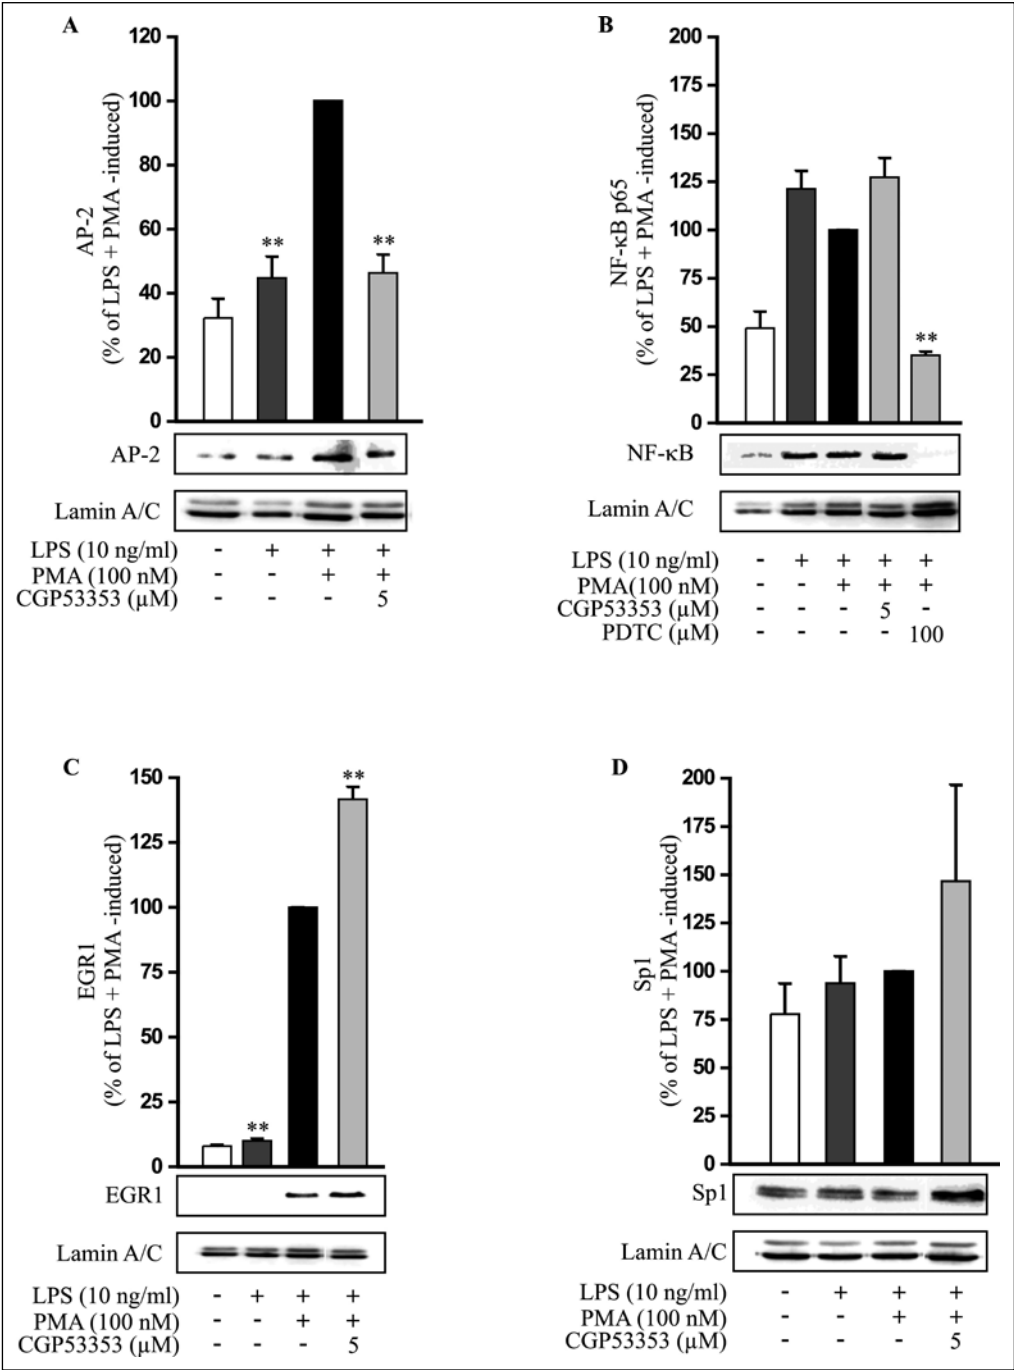 A
120
100
80
60
40
20
0
AP-2
(% of LPS + PMA -induced)
**
**
AP-2
Lamin A/C
LPS (10 ng/ml) - + + +
PMA (100 nM) - - + +
CGP53353 (µM) - - - 5
B
200
175
150
125
100
75
50
25
0
NF-κB p65
(% of LPS + PMA -induced)
**
NF-κB
Lamin A/C
LPS (10 ng/ml) - + + + +
PMA(100 nM) - - + + +
CGP53353 (µM) - - - 5 -
PDTC (µM) - - - - 100
C
150
125
100
75
50
25
0
EGR1
(% of LPS + PMA -induced)
**
**
EGR1
Lamin A/C
LPS (10 ng/ml) - + + +
PMA (100 nM) - - + +
CGP53353 (µM) - - - 5
D
200
175
150
125
100
75
50
25
0
Sp1
(% of LPS + PMA -induced)
Sp1
Lamin A/C
LPS (10 ng/ml) - + + +
PMA (100 nM) - - + +
CGP53353 (µM) - - - 5